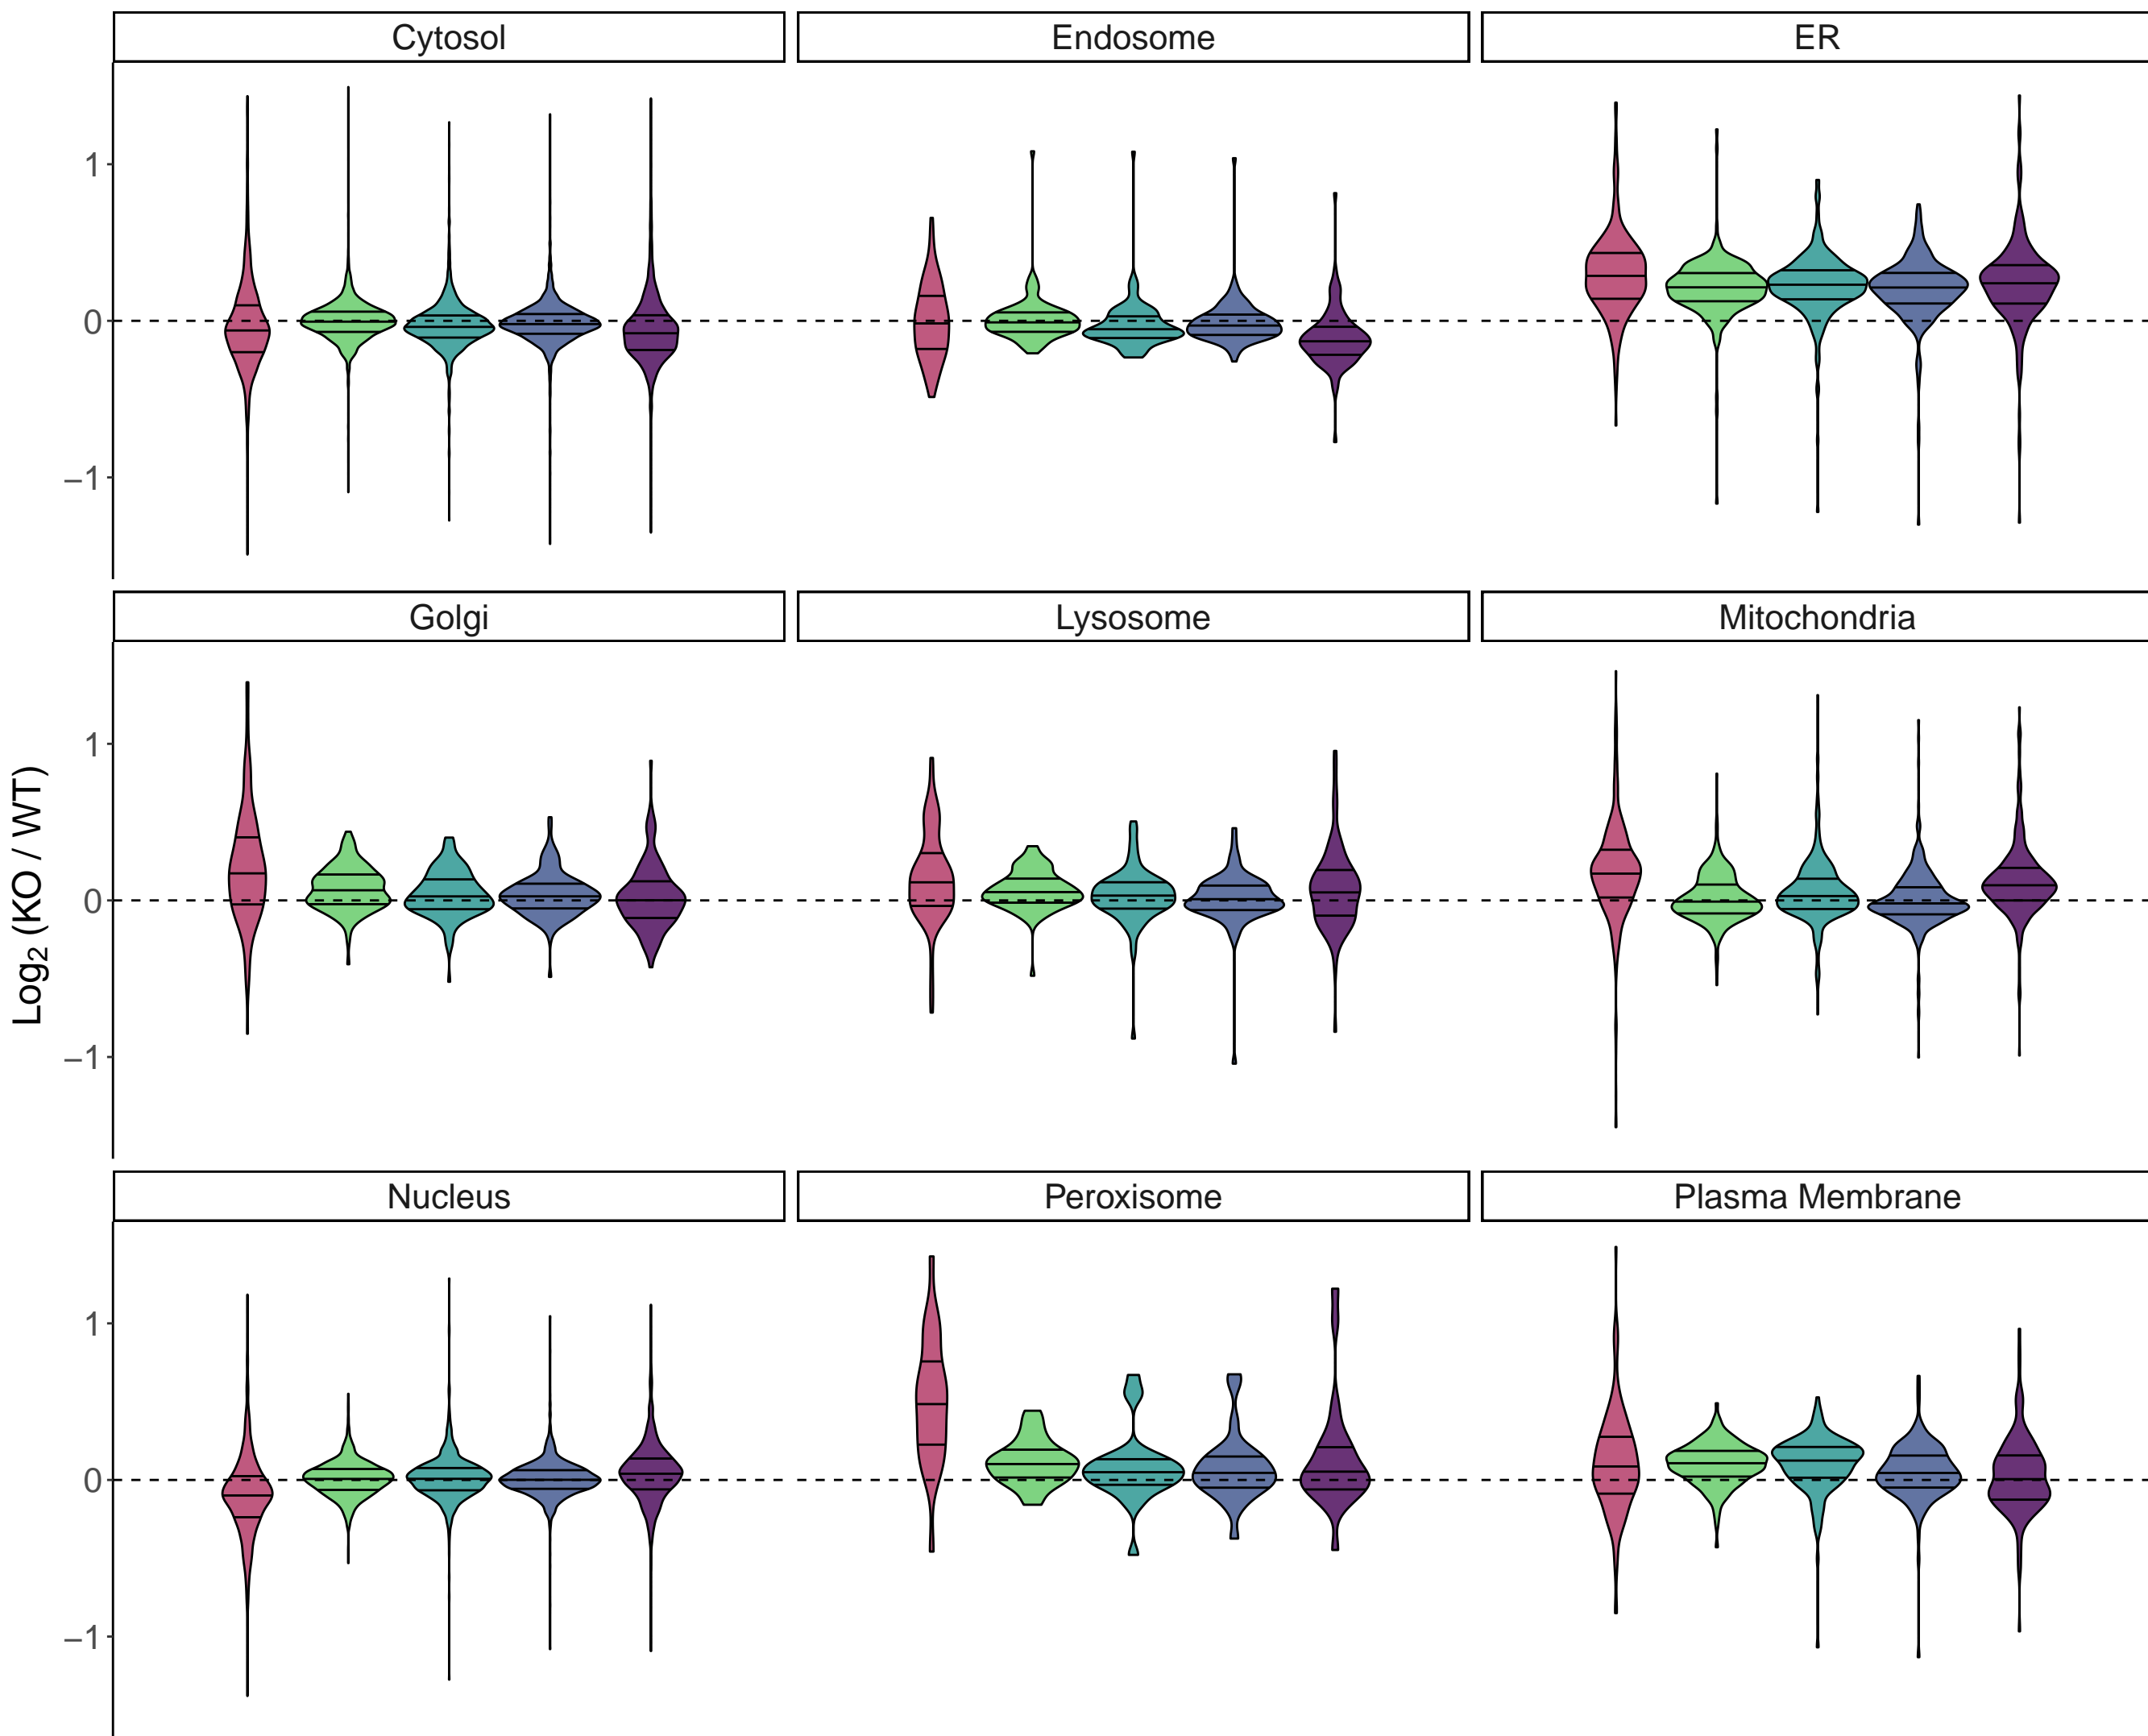 Cytosol
Endosome
ER
1
0
−1
Golgi
Lysosome
Mitochondria
1
0
−1
Log2 (KO / WT)
Nucleus
Peroxisome
Plasma Membrane
1
0
−1